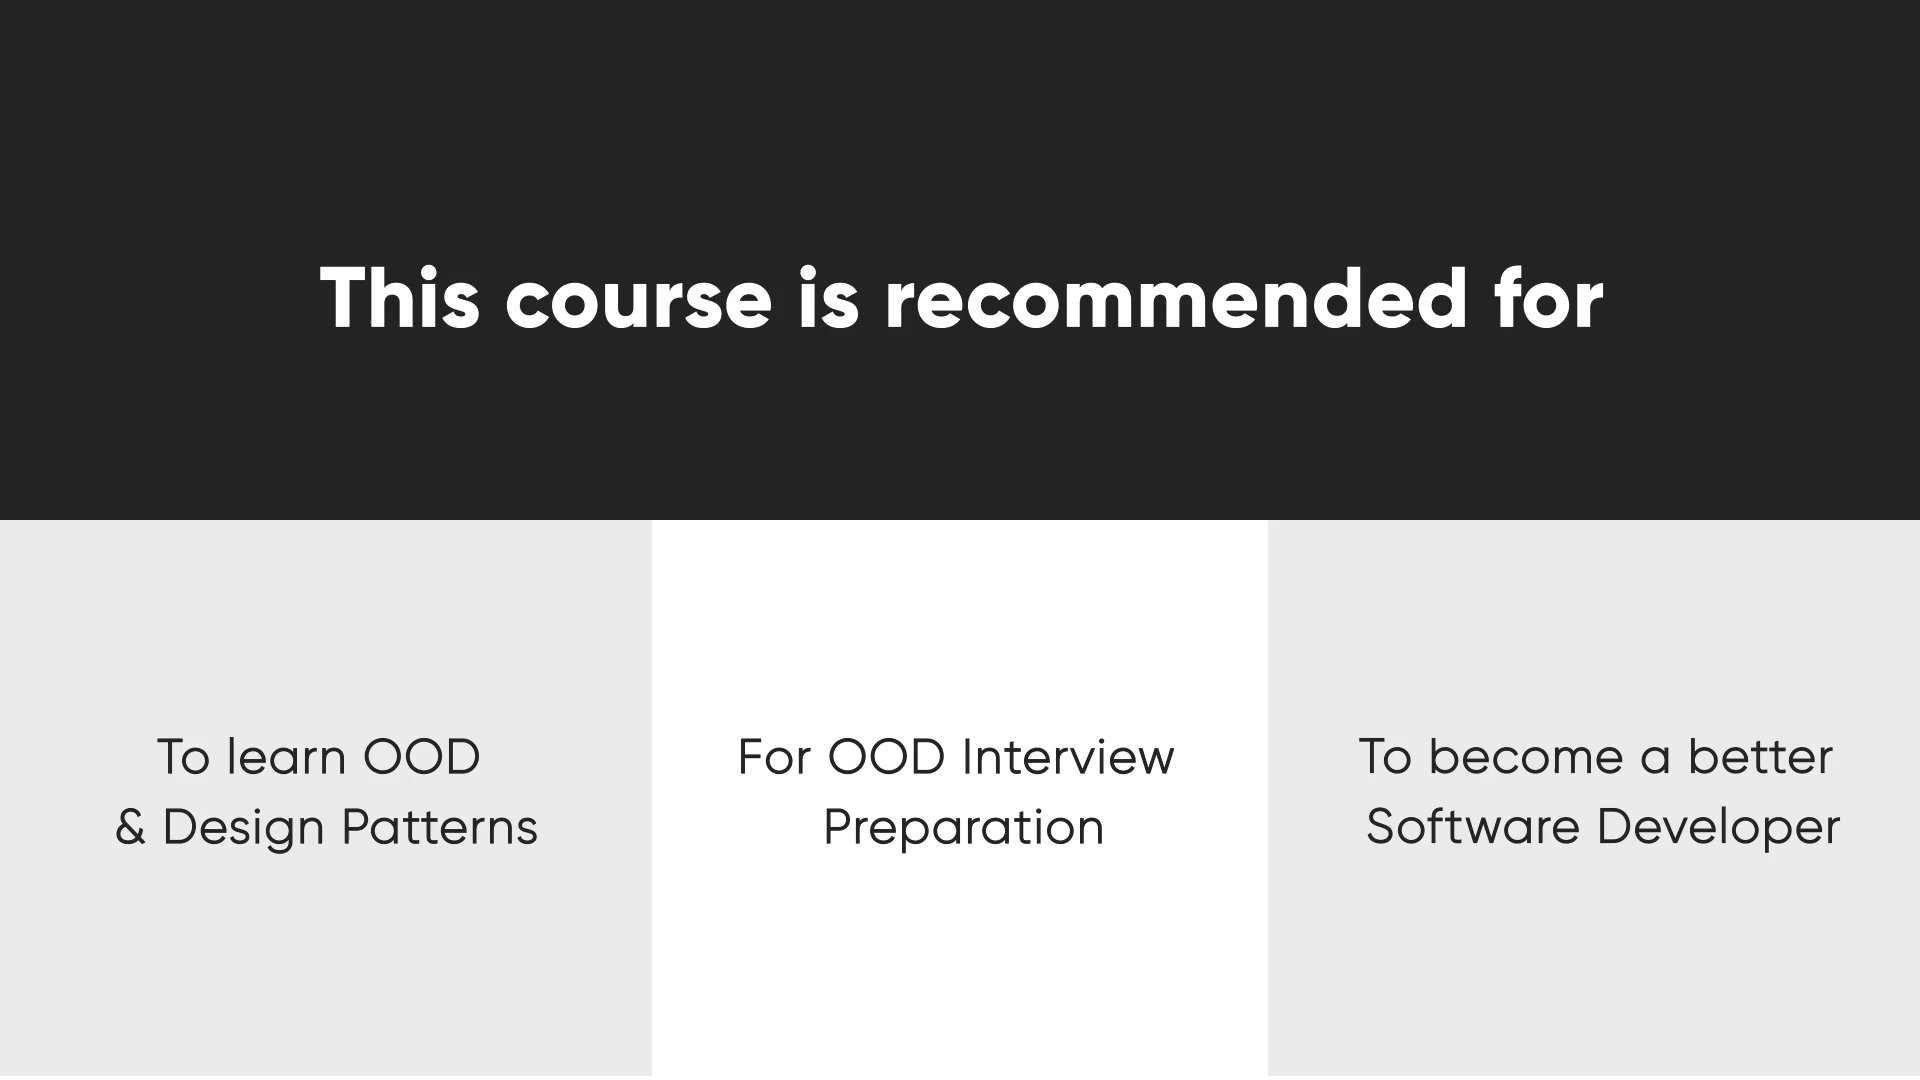 This course is recommended for
To learn OOD
& Design Patterns
For OOD Interview
Preparation
To become a better
Software Developer